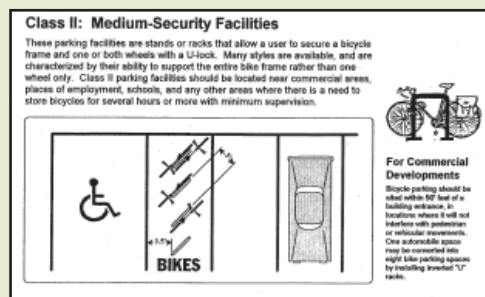 Class II: Medium-Security Facilities
These parking facilities are stands or racks that allow a user to secure a bicycle
frame and one or both wheels with a U-lock. Many styles are available, and are
characterized by their ability to support the entire bike frame rather than one
wheel only. Class II parking facilities should be located near commercial areas,
places of employment, schools, and any other areas where there is a need to
store bicycles for several hours or more with minimum supervision.
3.5'
BIKES
For Commercial
Developments
Bicycle parking should be
sited within 50' feet of a
building entrance, in
locations where it will not
interfere with pedestrian
or vehicular movements.
One automobile space
may be converted into
eight bike parking spaces
by installing inverted "U"
racks.